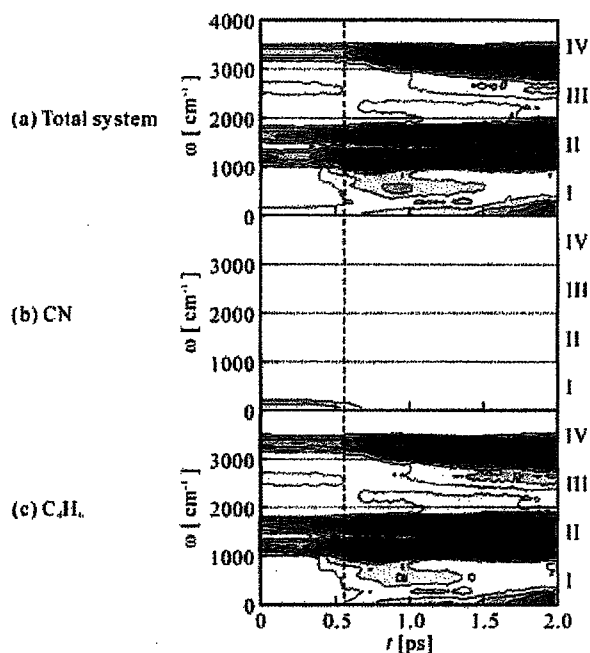 4000
3000
2000
1000
0
ω [ cm⁻¹ ]
(a) Total system
IV
III
II
I
3000
2000
1000
0
ω [ cm⁻¹ ]
(b) CN
IV
III
II
I
3000
2000
1000
0
ω [ cm⁻¹ ]
(c) C₄H₆
IV
III
II
I
0 0.5 1.0 1.5 2.0
t [ps]